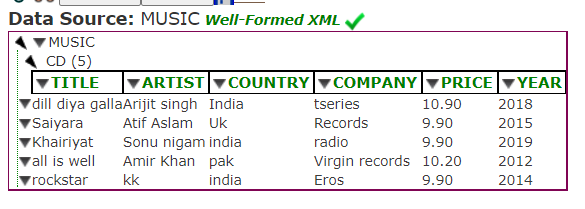 Data Source: MUSIC Well-Formed XML
MUSIC
CD (5)
TITLE ARTIST COUNTRY COMPANY PRICE YEAR
dill diya galla Arijit singh India tseries 10.90 2018
Saiyara Atif Aslam Uk Records 9.90 2015
Khairiyat Sonu nigam india radio 9.90 2019
all is well Amir Khan pak Virgin records 10.20 2012
rockstar kk india Eros 9.90 2014